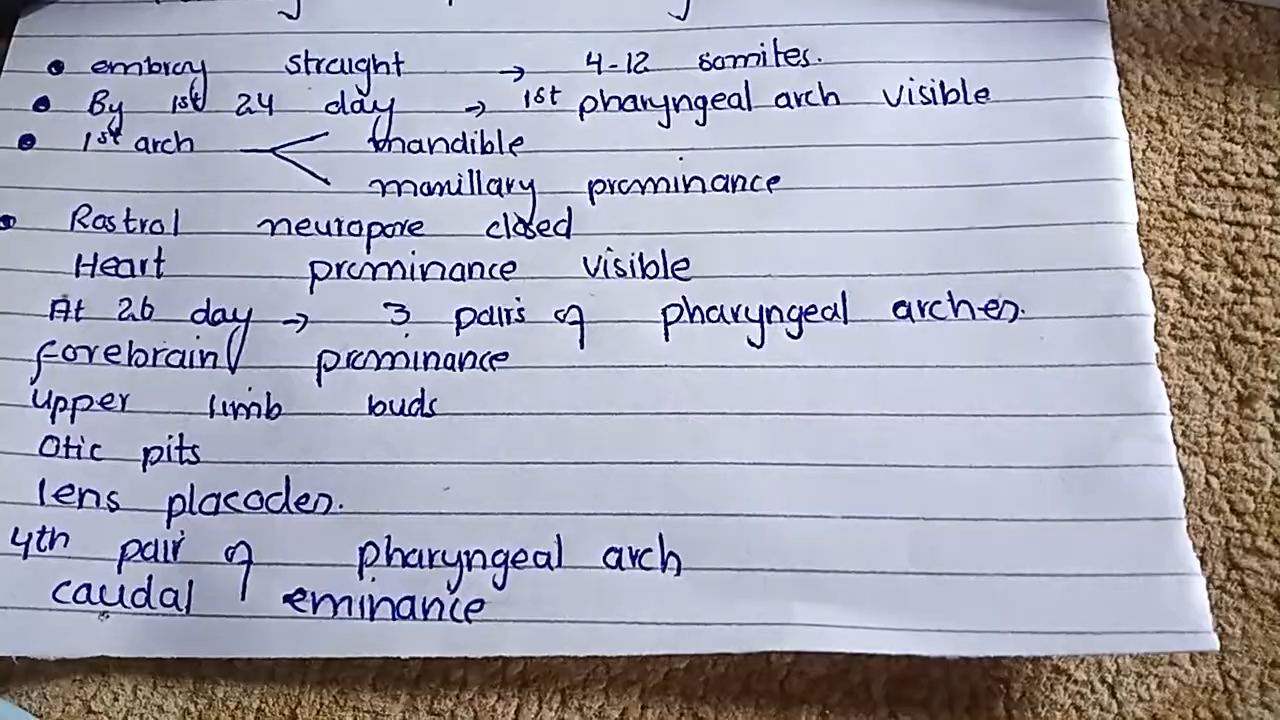 • embroy straight → 4-12 somites.
• By 1st 24 day → 1st pharyngeal arch visible
• 1st arch mandible
maxillary prominance
• Rostral neuropore closed
Heart prominance visible
At 26 day → 3 pairs of pharyngeal arches.
forebrain prominance
upper limb buds
Otic pits
lens placodes.
4th pair of pharyngeal arch
caudal eminance